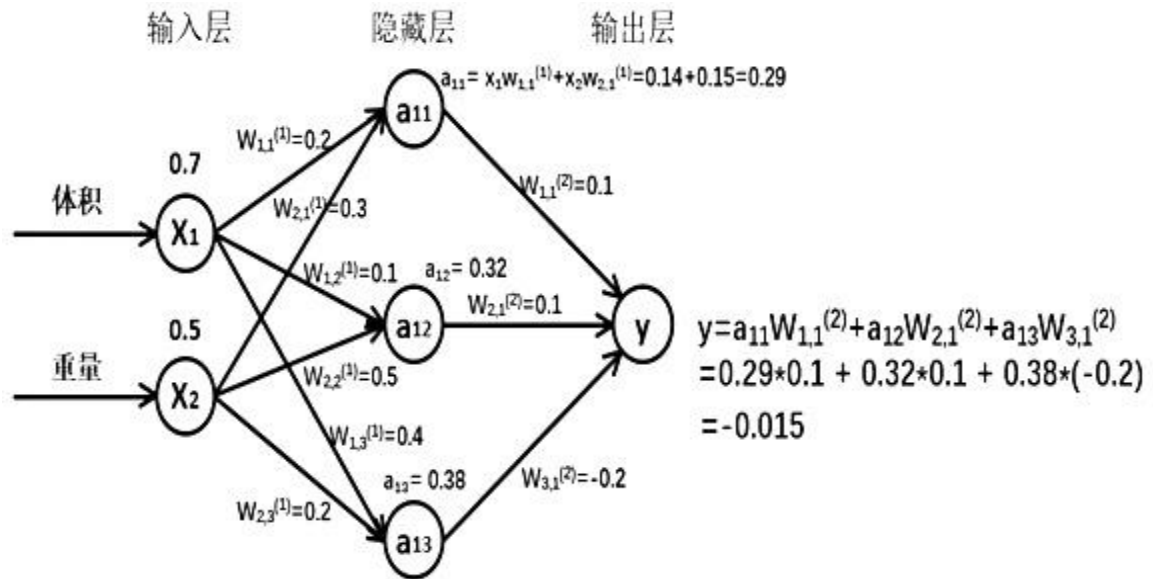 输入层 隐藏层 输出层
a₁₁= x₁w₁,₁⁽¹⁾+x₂w₂,₁⁽¹⁾=0.14+0.15=0.29
a11
W₁,₁⁽¹⁾=0.2
0.7
W₁,₁⁽²⁾=0.1
体积
W₂,₁⁽¹⁾=0.3
X1
W₁,₂⁽¹⁾=0.1
a₁₂= 0.32
W₂,₁⁽²⁾=0.1
0.5
a12
y
y=a₁₁W₁,₁⁽²⁾+a₁₂W₂,₁⁽²⁾+a₁₃W₃,₁⁽²⁾
=0.29*0.1 + 0.32*0.1 + 0.38*(-0.2)
=-0.015
重量
W₂,₂⁽¹⁾=0.5
X2
W₁,₃⁽¹⁾=0.4
a₁₃= 0.38
W₃,₁⁽²⁾=-0.2
W₂,₃⁽¹⁾=0.2
a13